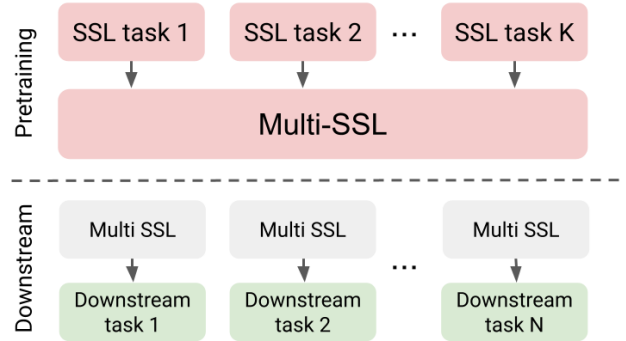 Pretraining
SSL task 1
SSL task 2
...
SSL task K
Multi-SSL
Downstream
Multi SSL
Multi SSL
...
Multi SSL
Downstream
task 1
Downstream
task 2
Downstream
task N